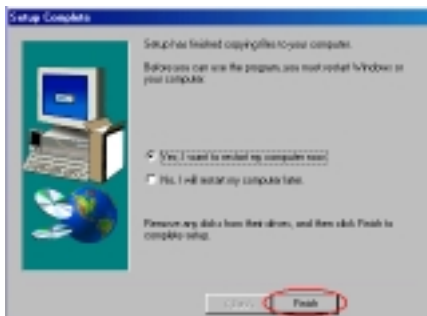 Setup Complete
Setup has finished copying files to your computer.
Before you can use the program, you must restart Windows or
your computer.
Yes, I want to restart my computer now.
No, I will restart my computer later.
Remove any disks from their drives, and then click Finish to
complete setup.
Finish